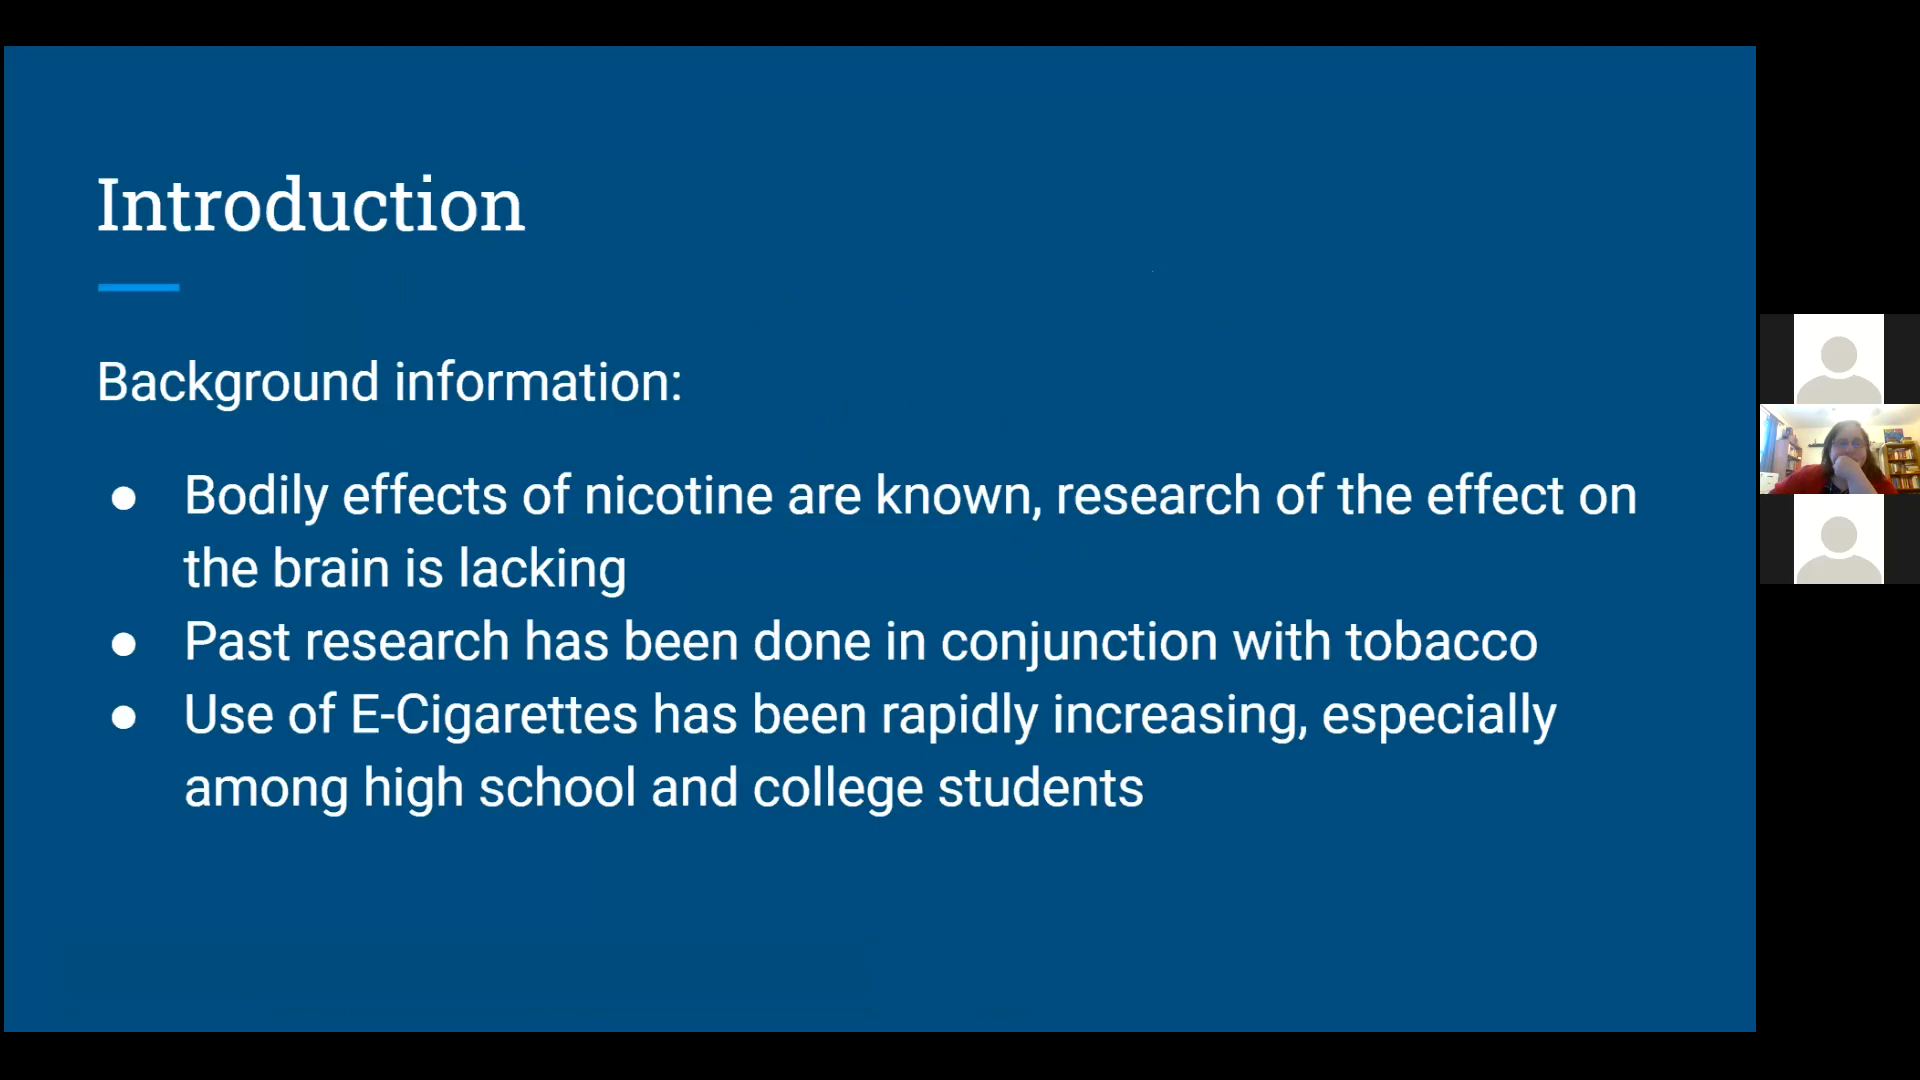 Introduction
Background information:
● Bodily effects of nicotine are known, research of the effect on
the brain is lacking
● Past research has been done in conjunction with tobacco
● Use of E-Cigarettes has been rapidly increasing, especially
among high school and college students